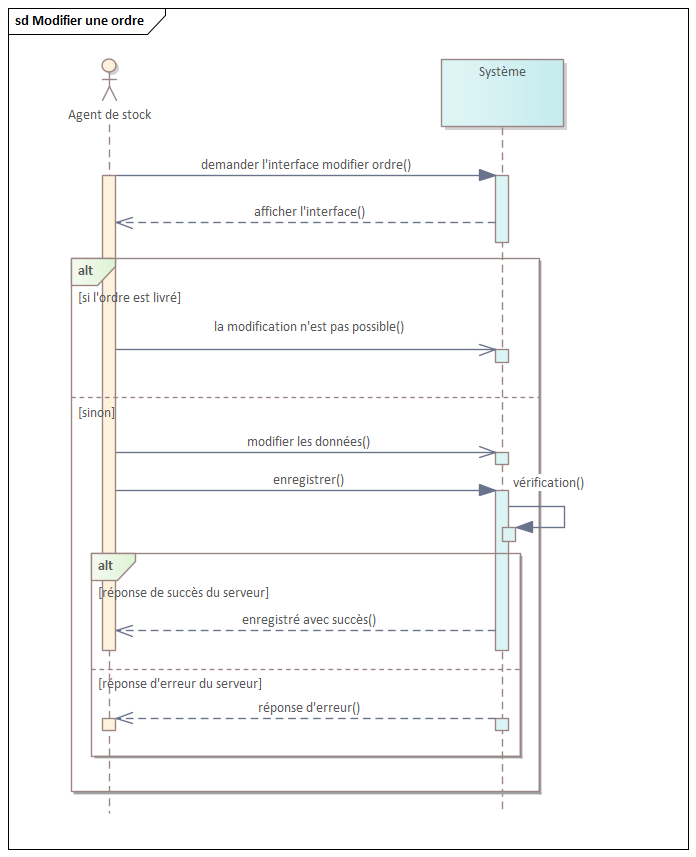 sd Modifier une ordre
Système
Agent de stock
demander l'interface modifier ordre()
afficher l'interface()
alt
[si l'ordre est livré]
la modification n'est pas possible()
[sinon]
modifier les données()
enregistrer()
vérification()
alt
[réponse de succès du serveur]
enregistré avec succès()
[réponse d'erreur du serveur]
réponse d'erreur()